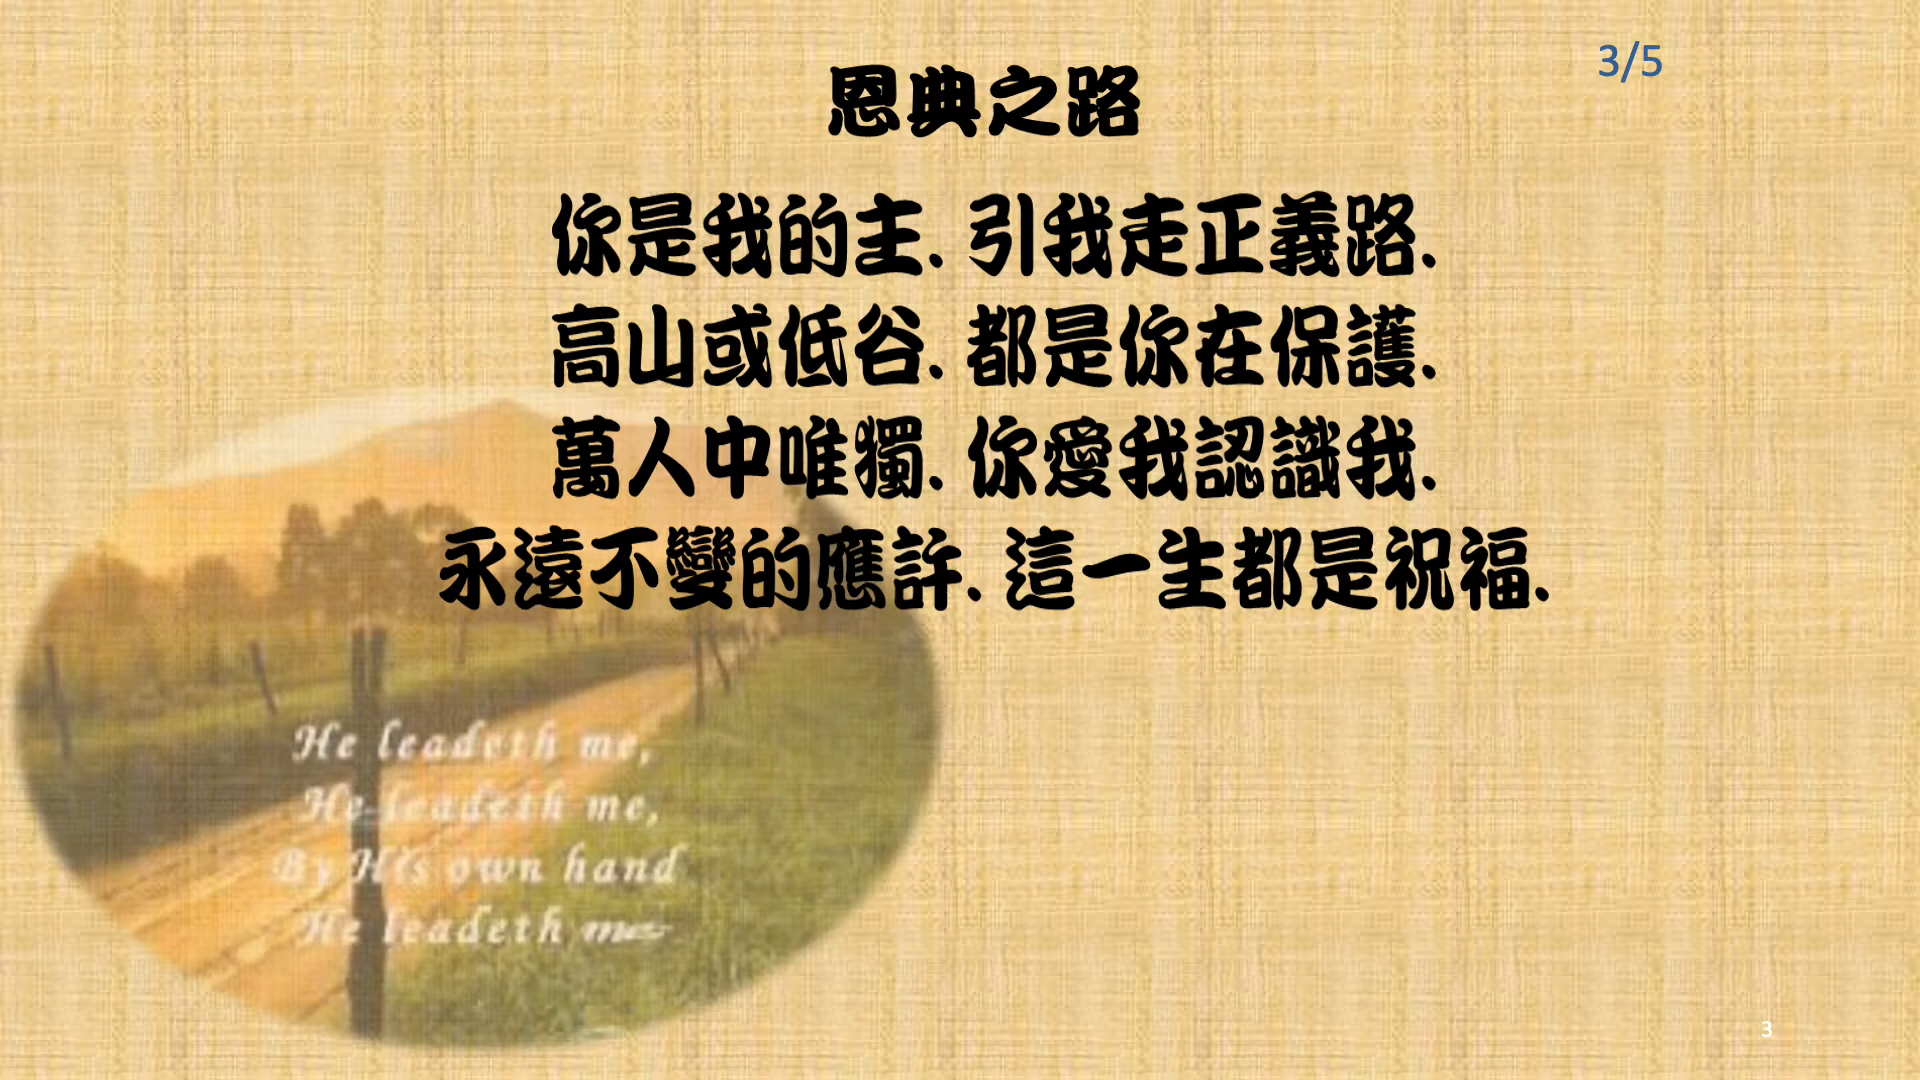 3/5
恩典之路
你是我的主.引我走正義路.
高山或低谷.都是你在保護.
萬人中唯獨.你愛我認識我.
永遠不變的應許.這一生都是祝福.
He leadeth me,
He leadeth me,
By His own hand
He leadeth me
3